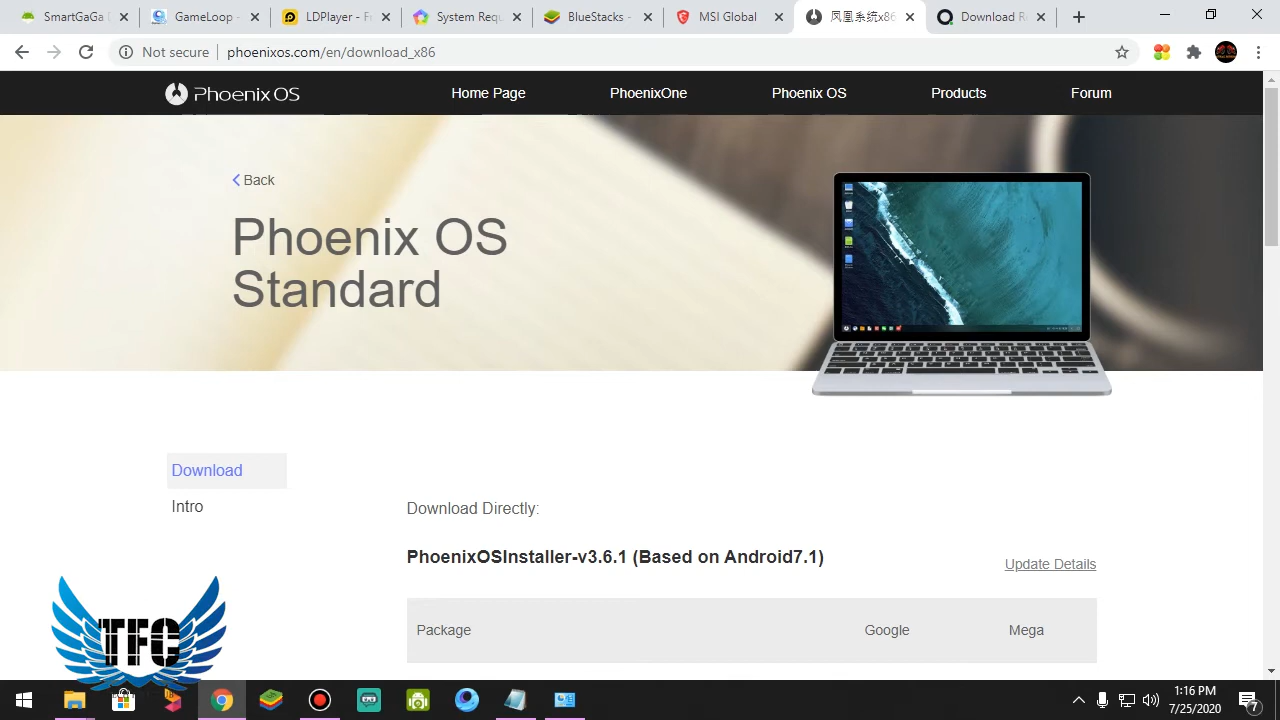 SmartGaGa
GameLoop -
LDPlayer - F
System Requ
BlueStacks -
MSI Global
凤凰系统x86
Download R
Not secure
phoenixos.com/en/download_x86
Phoenix OS
Home Page
PhoenixOne
Phoenix OS
Products
Forum
Back
Phoenix OS
Standard
Download
Intro
Download Directly:
PhoenixOSInstaller-v3.6.1 (Based on Android7.1)
Update Details
Package
Google
Mega
TFC
1:16 PM
7/25/2020
7